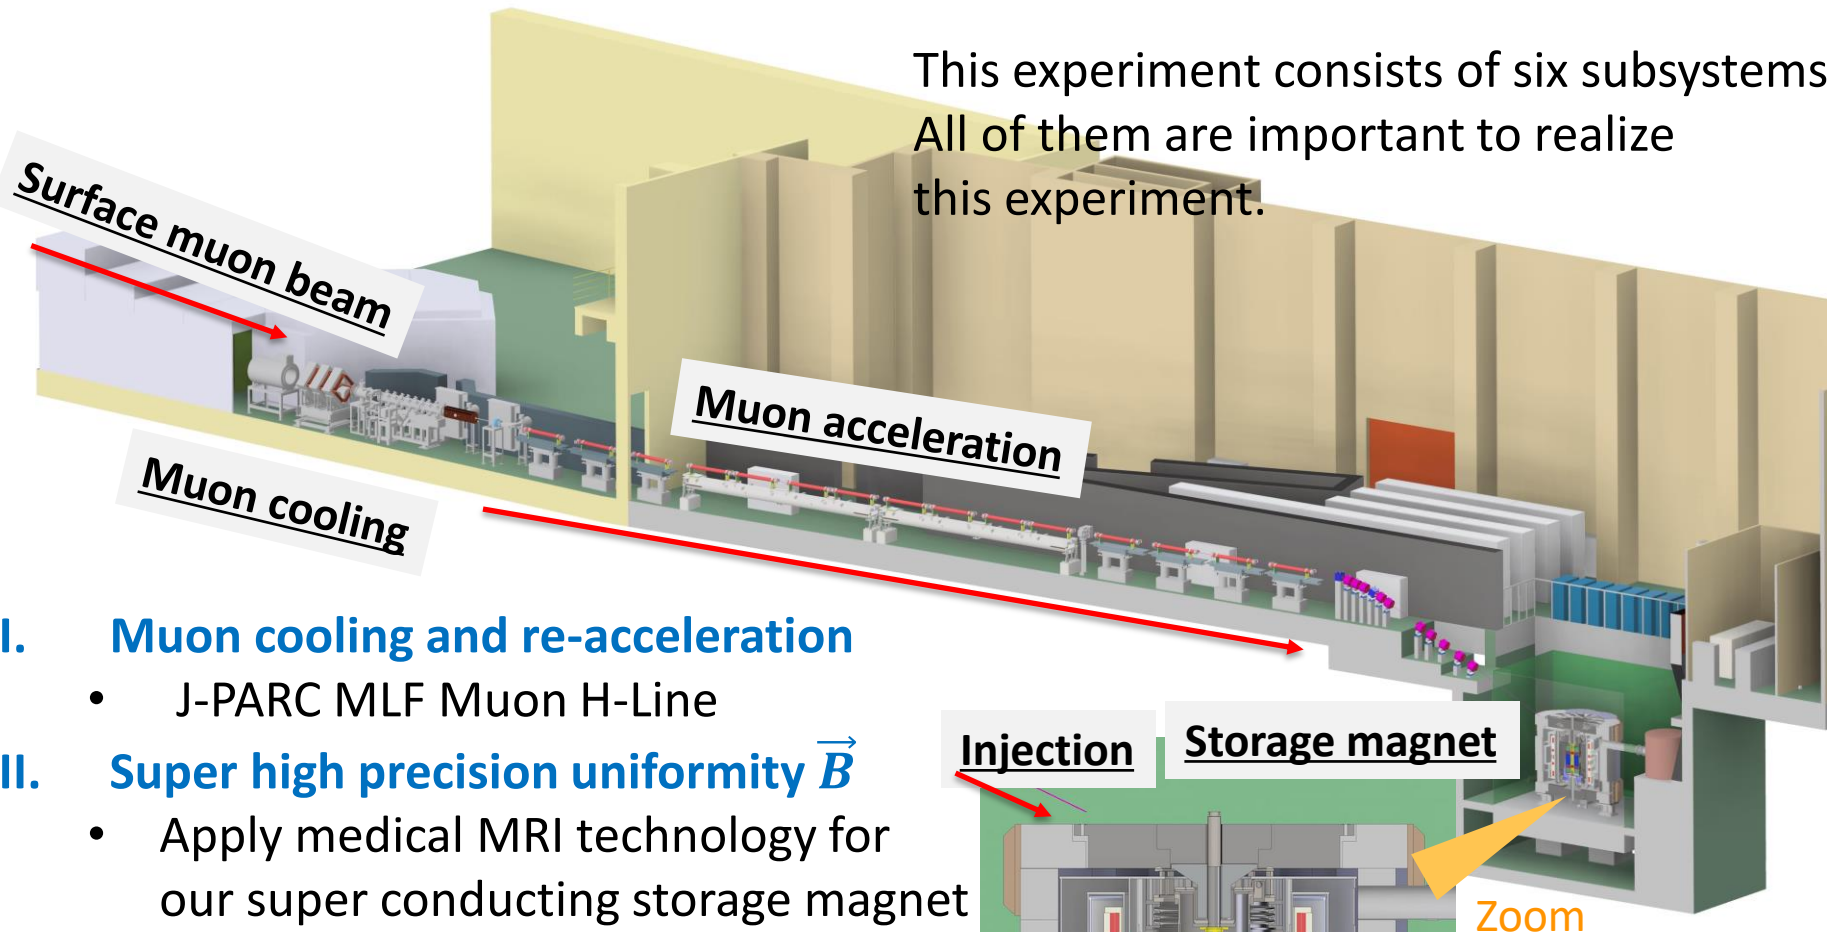 This experiment consists of six subsystems
All of them are important to realize
this experiment.
Surface muon beam
Muon acceleration
Muon cooling
I. Muon cooling and re-acceleration
• J-PARC MLF Muon H-Line
II. Super high precision uniformity $\overrightarrow{B}$
• Apply medical MRI technology for
our super conducting storage magnet
Injection
Storage magnet
Zoom